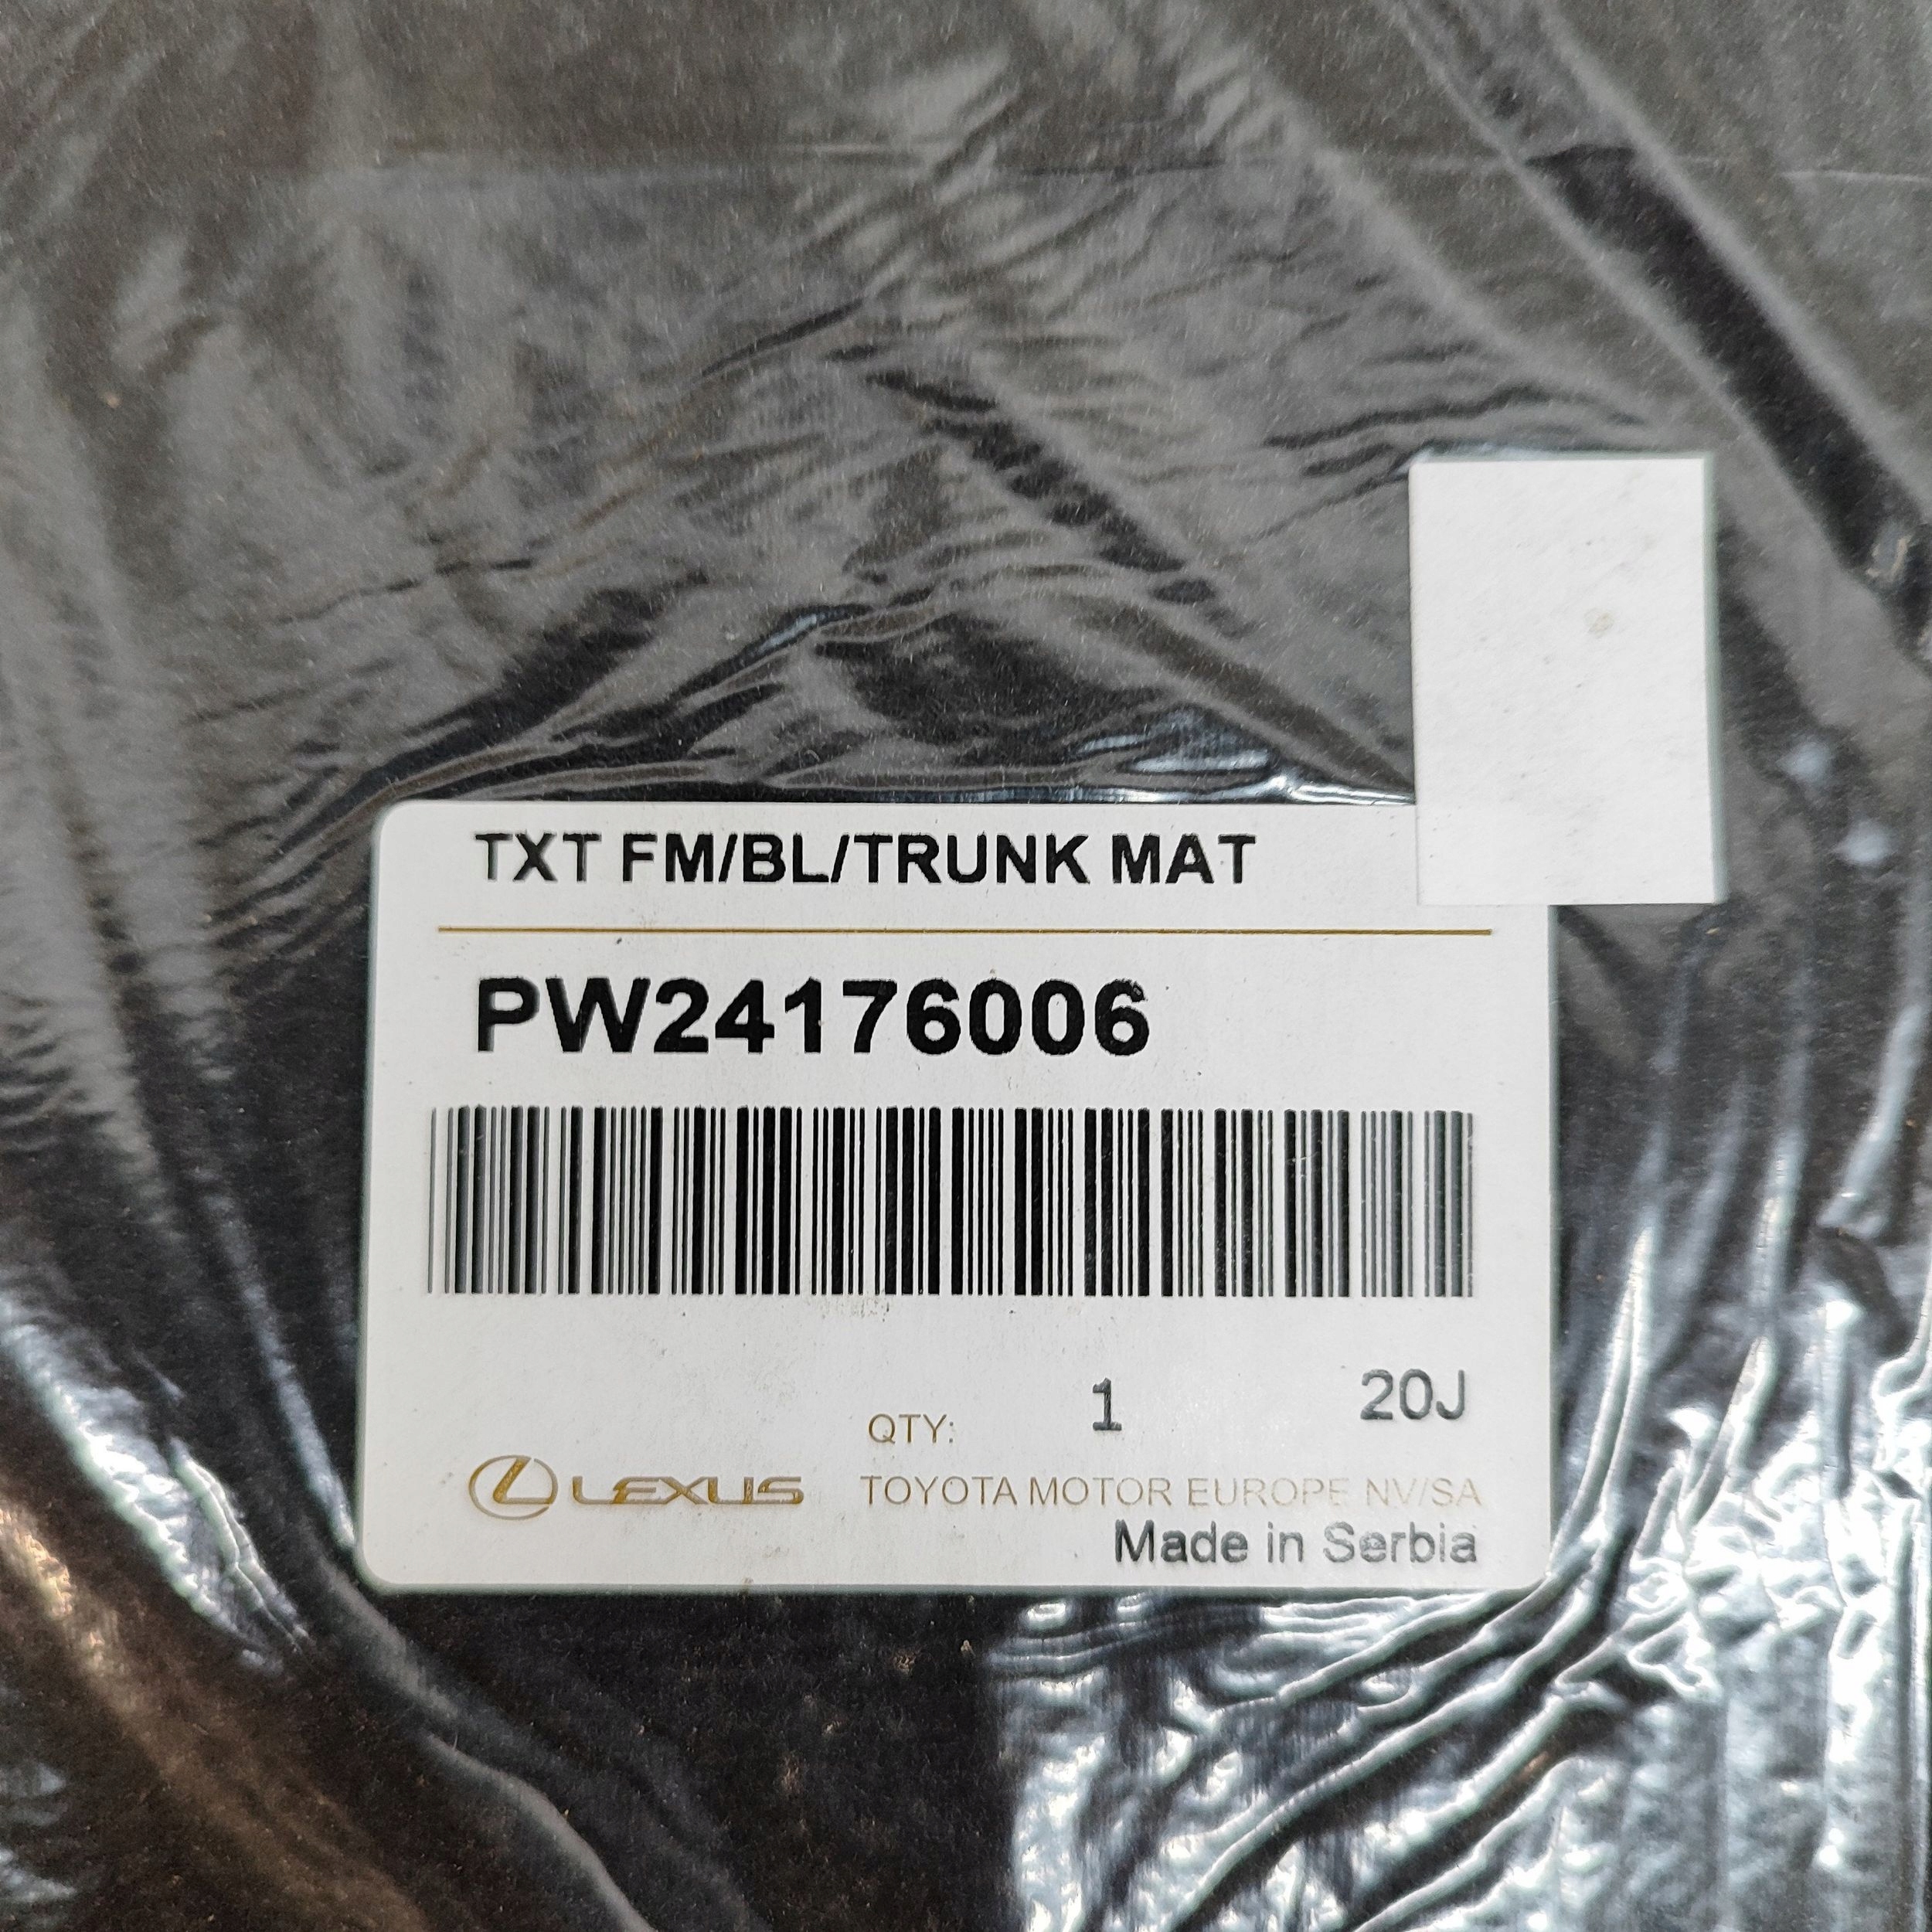 TXT FM/BL/TRUNK MAT
PW24176006
QTY: 1 20J
LEXUS TOYOTA MOTOR EUROPE NV/SA
Made in Serbia